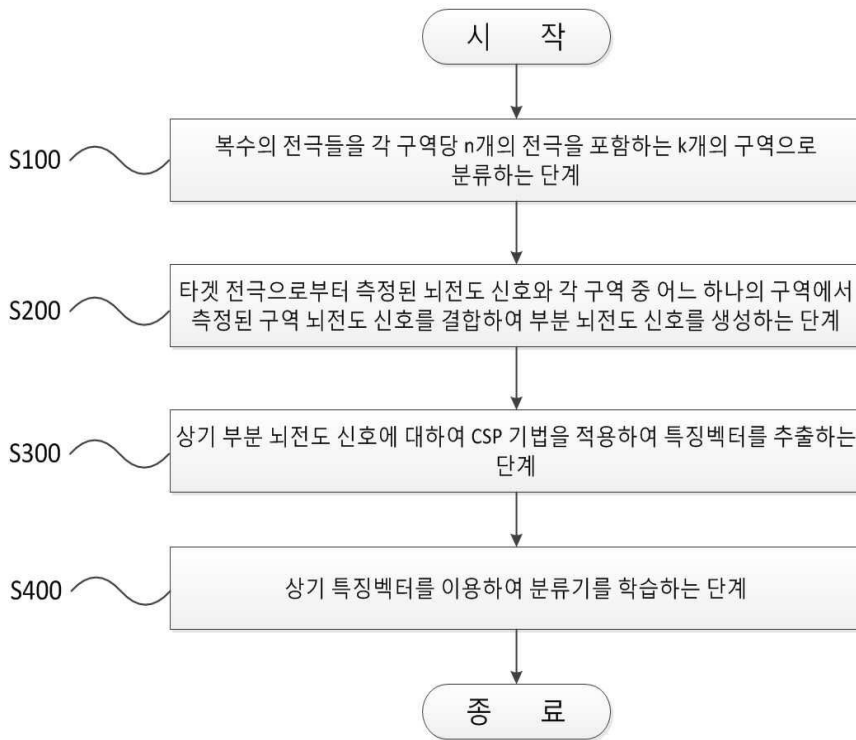 시 작
S100
복수의 전극들을 각 구역당 n개의 전극을 포함하는 k개의 구역으로
분류하는 단계
S200
타겟 전극으로부터 측정된 뇌전도 신호와 각 구역 중 어느 하나의 구역에서
측정된 구역 뇌전도 신호를 결합하여 부분 뇌전도 신호를 생성하는 단계
S300
상기 부분 뇌전도 신호에 대하여 CSP 기법을 적용하여 특징벡터를 추출하는
단계
S400
상기 특징벡터를 이용하여 분류기를 학습하는 단계
종 료